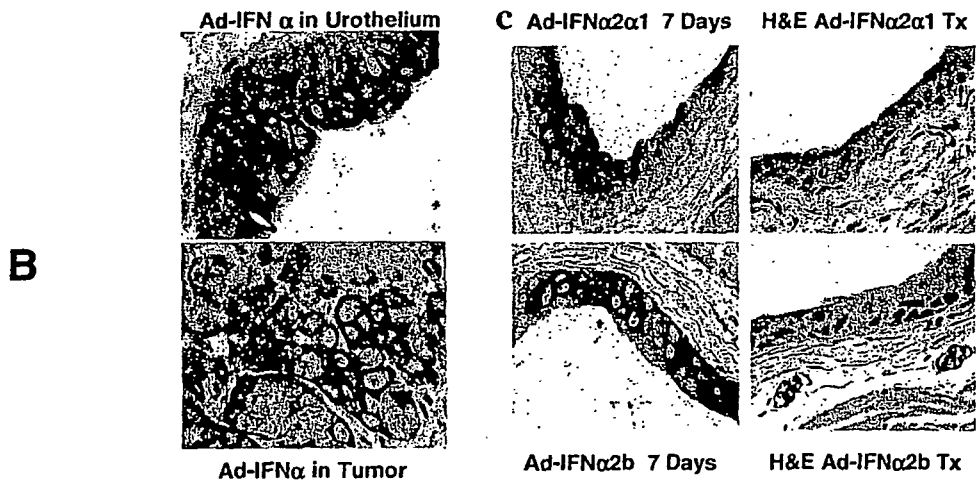 Ad-IFN α in Urothelium
B
Ad-IFNα in Tumor
C Ad-IFNα2α1 7 Days
H&E Ad-IFNα2α1 Tx
Ad-IFNα2b 7 Days
H&E Ad-IFNα2b Tx